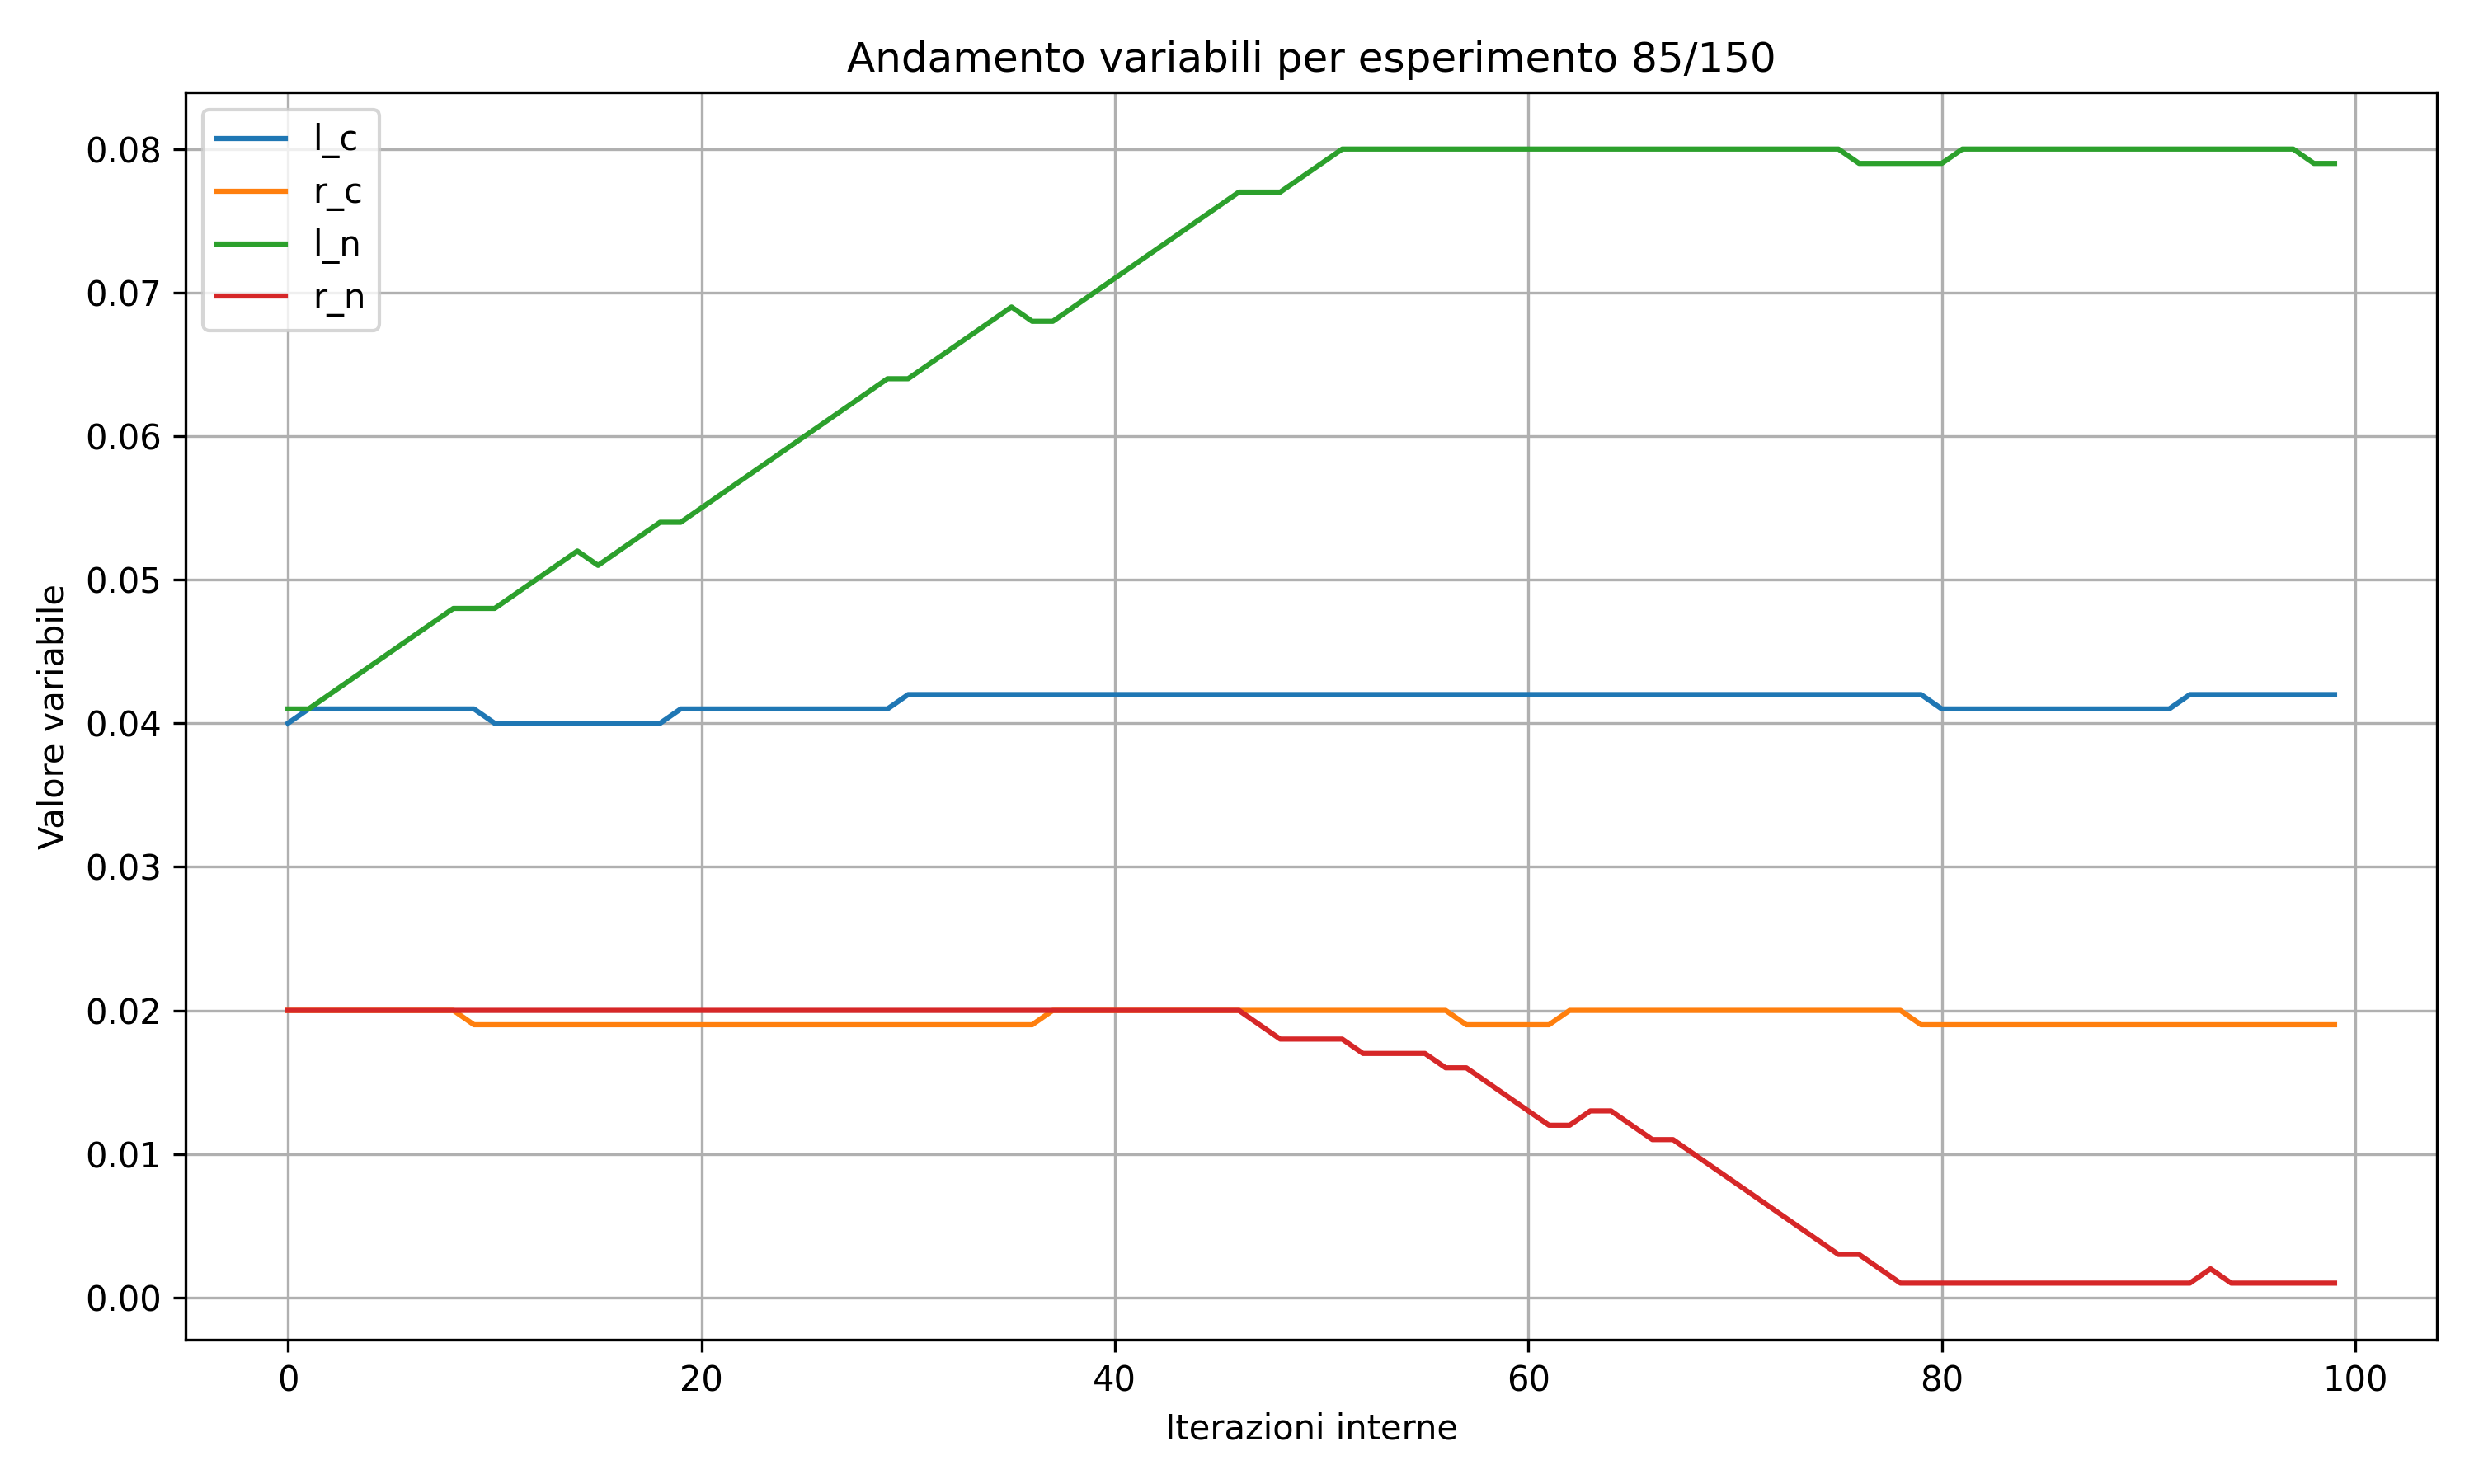 Andamento variabili per esperimento 85/150
l_c
r_c
l_n
r_n
0.08
0.07
0.06
0.05
0.04
0.03
0.02
0.01
0.00
Valore variabile
0 20 40 60 80 100
Iterazioni interne